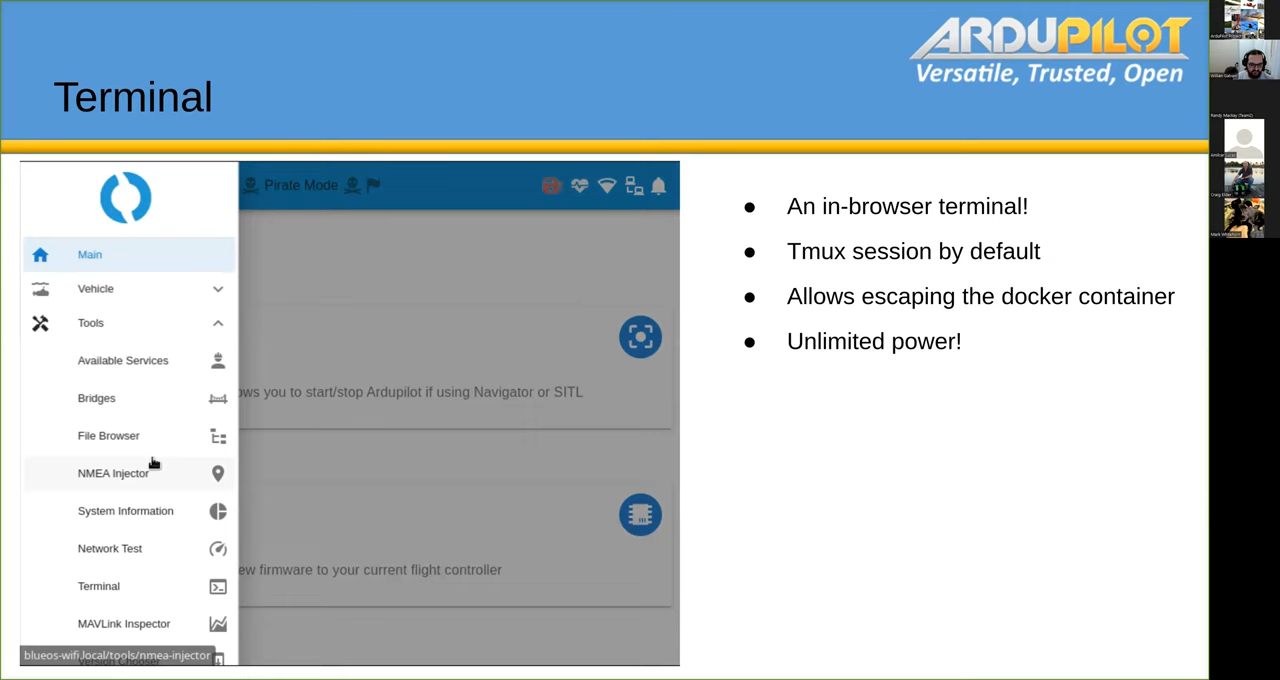 ARDUPILOT
Versatile, Trusted, Open
Terminal
Pirate Mode
Main
Vehicle
Tools
Available Services
Bridges
File Browser
NMEA Injector
System Information
Network Test
Terminal
MAVLink Inspector
Version Chooser
blueos-wifi.local/tools/nmea-injector
ows you to start/stop Ardupilot if using Navigator or SITL
ew firmware to your current flight controller
● An in-browser terminal!
● Tmux session by default
● Allows escaping the docker container
● Unlimited power!